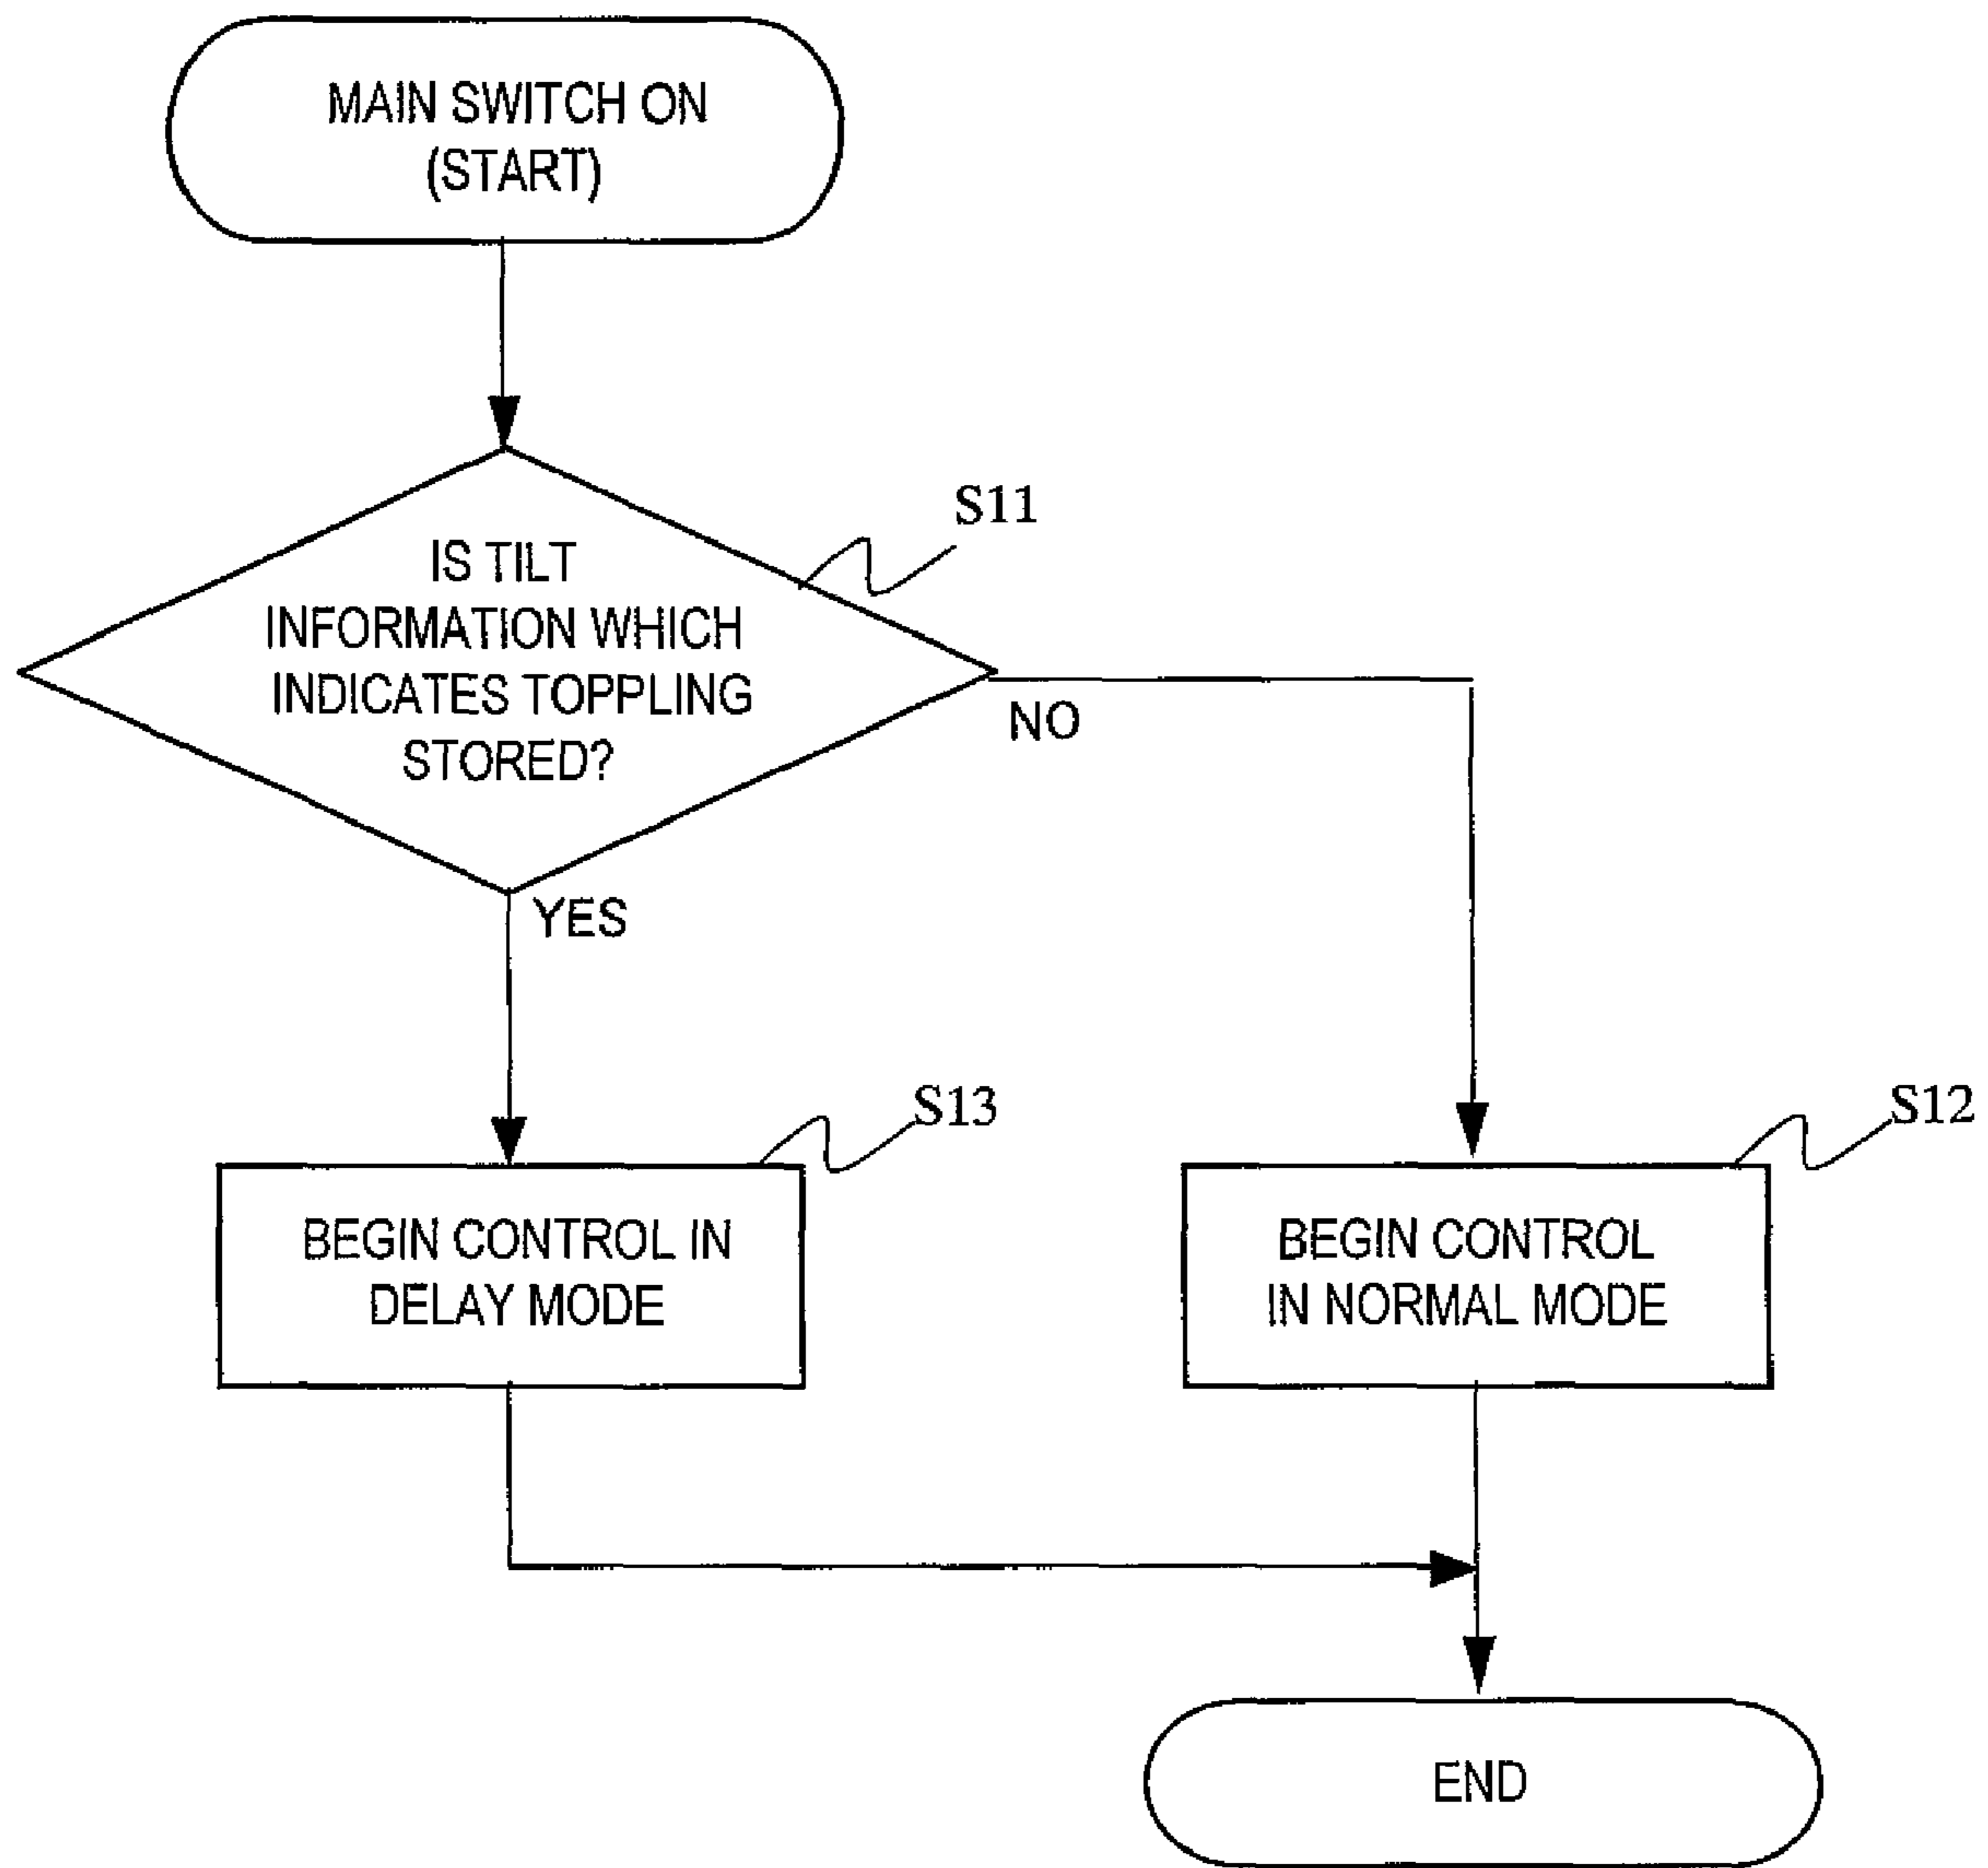 MAIN SWITCH ON
(START)
S11
IS TILT
INFORMATION WHICH
INDICATES TOPPLING
STORED?
NO
YES
S13
S12
BEGIN CONTROL IN
DELAY MODE
BEGIN CONTROL
IN NORMAL MODE
END